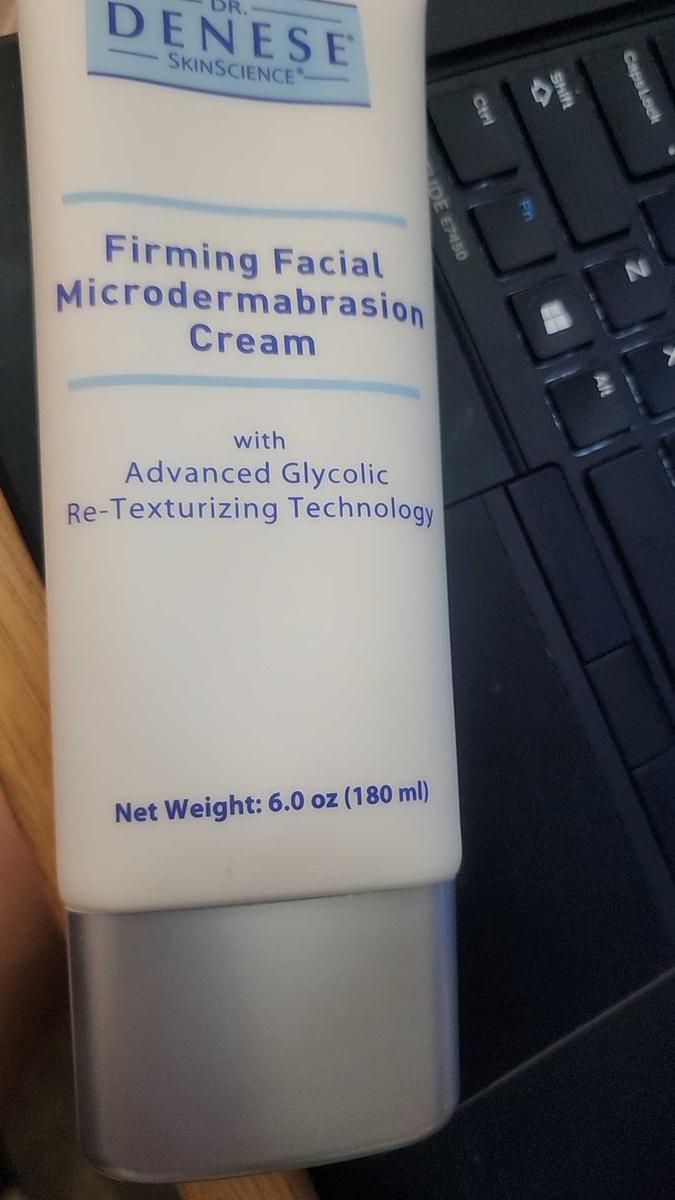 DR.
DENESE®
SKINSCIENCE®
Firming Facial
Microdermabrasion
Cream
with
Advanced Glycolic
Re-Texturizing Technology
Net Weight: 6.0 oz (180 ml)
Ctrl
Shift
Caps Lock
Fn
Z
X
Alt
E7450